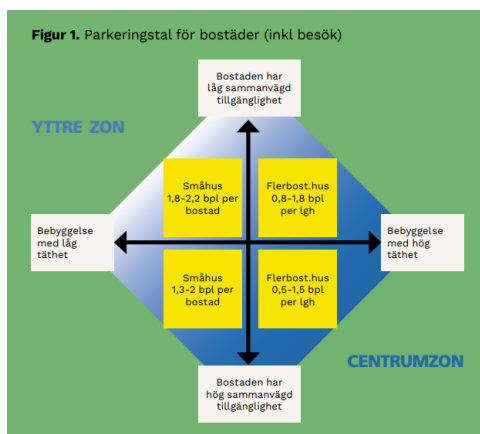 Figur 1. Parkeringstal för bostäder (inkl besök)
Bostaden har
låg sammanvägd
tillgänglighet
YTTRE ZON
Småhus
1,8-2,2 bpl per
bostad
Flerbost.hus
0,8-1,8 bpl
per lgh
Bebyggelse
med låg
täthet
Bebyggelse
med hög
täthet
Småhus
1,3-2 bpl per
bostad
Flerbost.hus
0,5-1,5 bpl
per lgh
CENTRUMZON
Bostaden har
hög sammanvägd
tillgänglighet